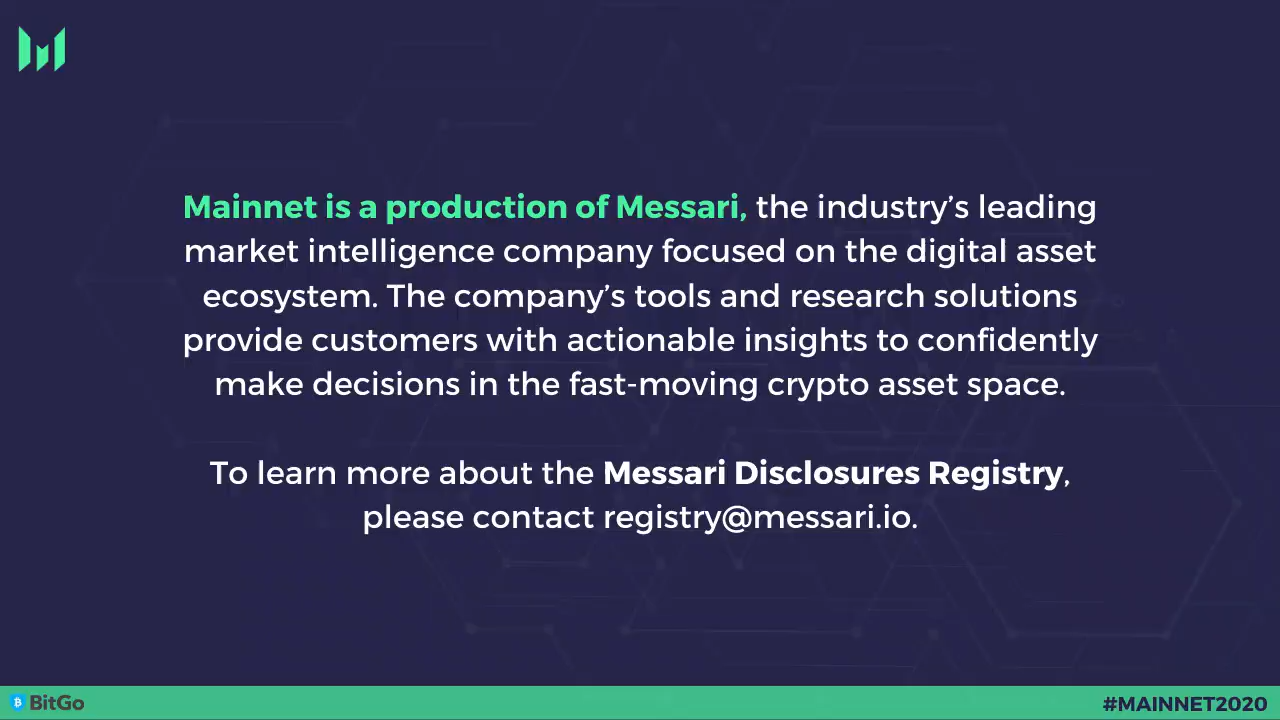 Mainnet is a production of Messari, the industry’s leading
market intelligence company focused on the digital asset
ecosystem. The company’s tools and research solutions
provide customers with actionable insights to confidently
make decisions in the fast-moving crypto asset space.
To learn more about the Messari Disclosures Registry,
please contact registry@messari.io.
BitGo
#MAINNET2020